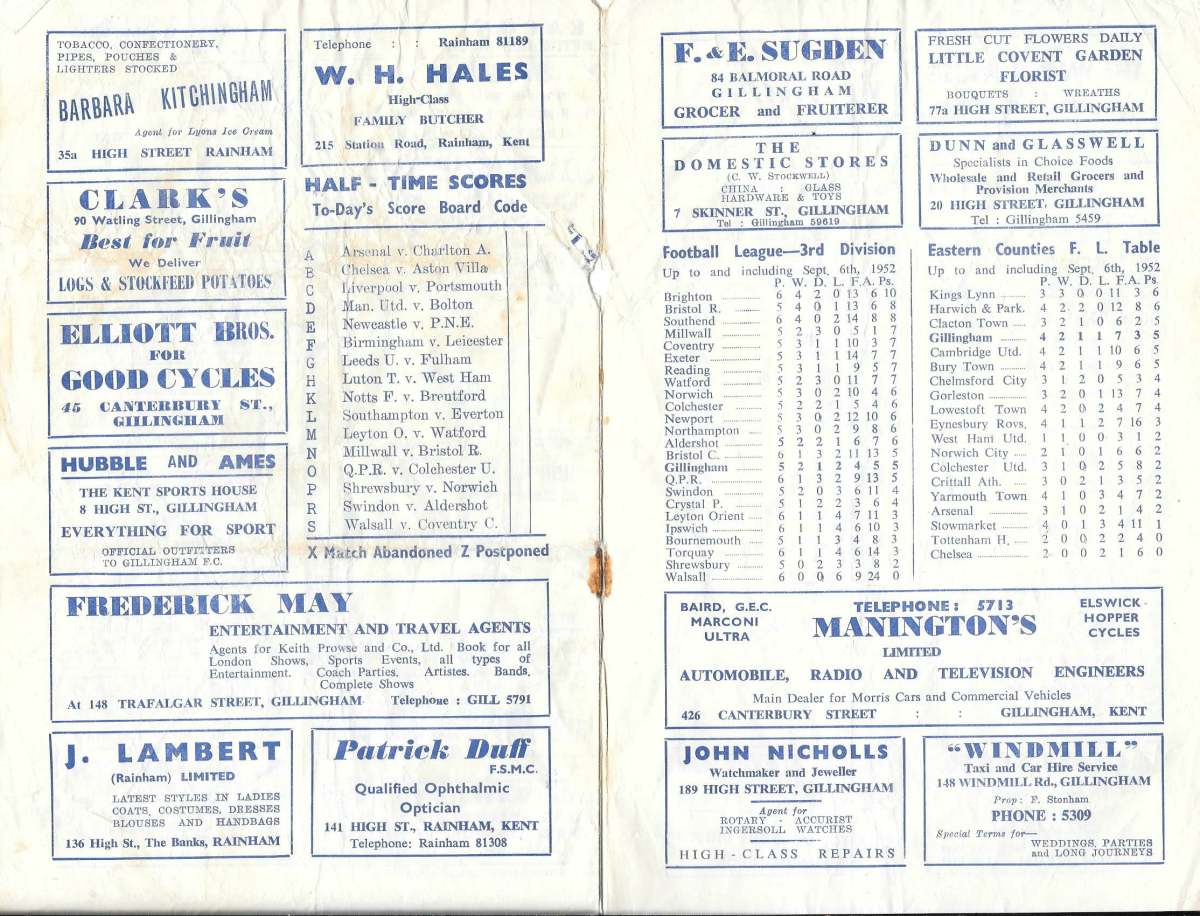 TOBACCO, CONFECTIONERY,
PIPES, POUCHES &
LIGHTERS STOCKED
BARBARA KITCHINGHAM
Agent for Lyons Ice Cream
35a HIGH STREET RAINHAM
Telephone : : Rainham 81189
W. H. HALES
High-Class
FAMILY BUTCHER
215 Station Road, Rainham, Kent
CLARK'S
90 Watling Street, Gillingham
Best for Fruit
We Deliver
LOGS & STOCKFEED POTATOES
ELLIOTT BROS.
FOR
GOOD CYCLES
45 CANTERBURY ST.,
GILLINGHAM
HUBBLE AND AMES
THE KENT SPORTS HOUSE
8 HIGH ST., GILLINGHAM
EVERYTHING FOR SPORT
OFFICIAL OUTFITTERS
TO GILLINGHAM F.C.
HALF - TIME SCORES
To-Day's Score Board Code
A Arsenal v. Charlton A.
B Chelsea v. Aston Villa
C Liverpool v. Portsmouth
D Man. Utd. v. Bolton
E Newcastle v. P.N.E.
F Birmingham v. Leicester
G Leeds U. v. Fulham
H Luton T. v. West Ham
K Notts F. v. Brentford
L Southampton v. Everton
M Leyton O. v. Watford
N Millwall v. Bristol R.
O Q.P.R. v. Colchester U.
P Shrewsbury v. Norwich
R Swindon v. Aldershot
S Walsall v. Coventry C.
X Match Abandoned Z Postponed
FREDERICK MAY
ENTERTAINMENT AND TRAVEL AGENTS
Agents for Keith Prowse and Co., Ltd. Book for all
London Shows, Sports Events, all types of
Entertainment. Coach Parties. Artistes. Bands.
Complete Shows
At 148 TRAFALGAR STREET, GILLINGHAM Telephone : GILL 5791
J. LAMBERT
(Rainham) LIMITED
LATEST STYLES IN LADIES
COATS, COSTUMES, DRESSES
BLOUSES AND HANDBAGS
136 High St., The Banks, RAINHAM
Patrick Duff
F.S.M.C.
Qualified Ophthalmic
Optician
141 HIGH ST., RAINHAM, KENT
Telephone: Rainham 81308
F. & E. SUGDEN
84 BALMORAL ROAD
GILLINGHAM
GROCER and FRUITERER
FRESH CUT FLOWERS DAILY
LITTLE COVENT GARDEN
FLORIST
BOUQUETS : WREATHS
77a HIGH STREET, GILLINGHAM
THE
DOMESTIC STORES
(C. W. STOCKWELL)
CHINA : GLASS
HARDWARE & TOYS
7 SKINNER ST., GILLINGHAM
Tel : Gillingham 59619
DUNN and GLASSWELL
Specialists in Choice Foods
Wholesale and Retail Grocers and
Provision Merchants
20 HIGH STREET, GILLINGHAM
Tel : Gillingham 5459
Football League—3rd Division
Up to and including Sept. 6th, 1952
P. W. D. L. F. A. Ps.
Brighton 6 4 2 0 13 6 10
Bristol R. 5 4 0 1 13 6 8
Southend 6 4 0 2 14 8 8
Millwall 5 2 3 0 5 1 7
Coventry 5 3 1 1 10 3 7
Exeter 5 3 1 1 14 7 7
Reading 5 3 1 1 9 5 7
Watford 5 2 3 0 11 7 7
Norwich 5 3 0 2 10 4 6
Colchester 5 2 2 1 5 4 6
Newport 5 3 0 2 12 10 6
Northampton 5 3 0 2 9 8 6
Aldershot 5 2 2 1 6 7 6
Bristol C. 6 1 3 2 11 13 5
Gillingham 5 2 1 2 4 5 5
Q.P.R. 6 1 3 2 9 13 5
Swindon 5 2 0 3 6 11 4
Crystal P. 5 1 2 2 3 6 4
Leyton Orient 6 1 1 4 7 11 3
Ipswich 6 1 1 4 6 10 3
Bournemouth 5 1 1 3 4 8 3
Torquay 6 1 1 4 6 14 3
Shrewsbury 5 0 2 3 3 8 2
Walsall 6 0 0 6 9 24 0
Eastern Counties F. L. Table
Up to and including Sept. 6th, 1952
P. W. D. L. F.A. Ps.
Kings Lynn 3 3 0 0 11 3 6
Harwich & Park. 4 2 2 0 12 8 6
Clacton Town 3 2 1 0 6 2 5
Gillingham 4 2 1 1 7 3 5
Cambridge Utd. 4 2 1 1 10 6 5
Bury Town 4 2 1 1 9 6 5
Chelmsford City 3 1 2 0 5 3 4
Gorleston 3 2 0 1 13 7 4
Lowestoft Town 4 2 0 2 4 7 4
Eynesbury Rovs. 4 1 1 2 7 16 3
West Ham Utd. 1 1 0 0 3 1 2
Norwich City 2 1 0 1 6 6 2
Colchester Utd. 3 1 0 2 5 8 2
Crittall Ath. 3 0 2 1 3 5 2
Yarmouth Town 4 1 0 3 4 7 2
Arsenal 3 1 0 2 1 4 2
Stowmarket 4 0 1 3 4 11 1
Tottenham H. 2 0 0 2 2 4 0
Chelsea 2 0 0 2 1 6 0
BAIRD, G.E.C.
MARCONI
ULTRA
TELEPHONE : 5713
MANINGTON'S
LIMITED
ELSWICK
HOPPER
CYCLES
AUTOMOBILE, RADIO AND TELEVISION ENGINEERS
Main Dealer for Morris Cars and Commercial Vehicles
426 CANTERBURY STREET : : GILLINGHAM, KENT
JOHN NICHOLLS
Watchmaker and Jeweller
189 HIGH STREET, GILLINGHAM
Agent for
ROTARY - ACCURIST
INGERSOLL WATCHES
HIGH - CLASS REPAIRS
"WINDMILL"
Taxi and Car Hire Service
148 WINDMILL Rd., GILLINGHAM
Prop : F. Stonham
PHONE : 5309
Special Terms for—
WEDDINGS, PARTIES
and LONG JOURNEYS